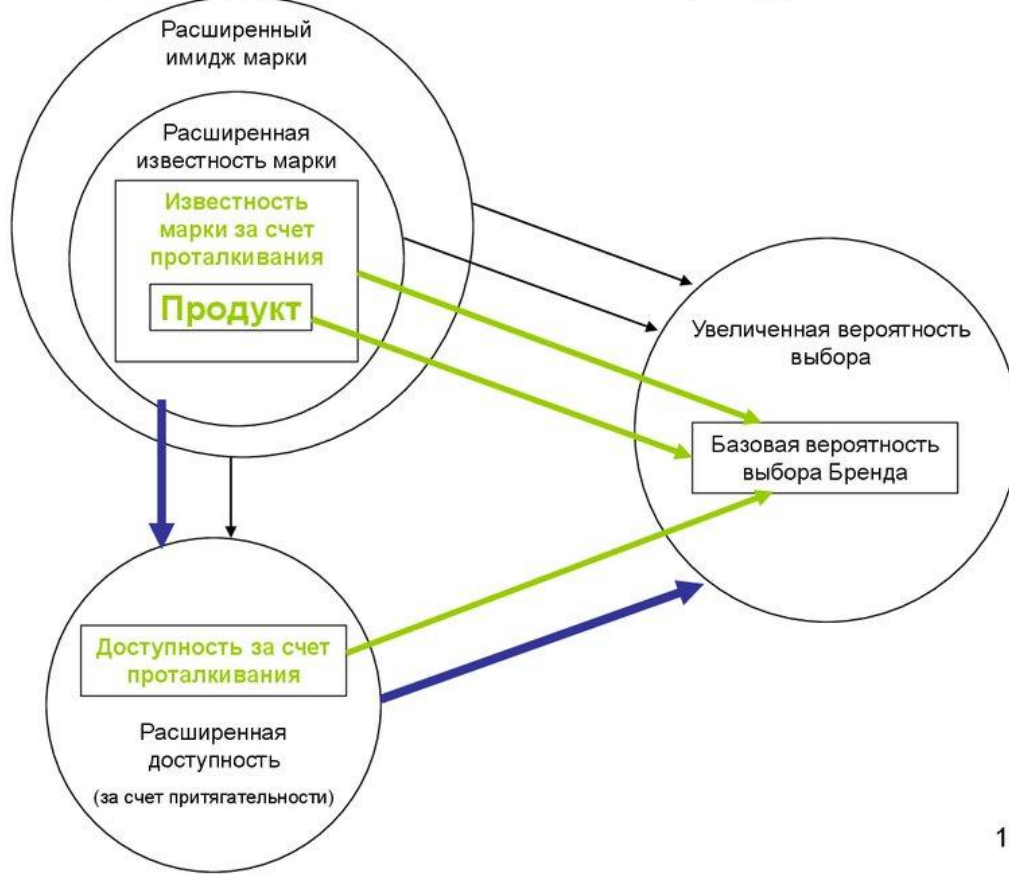 Расширенный
имидж марки
Расширенная
известность марки
Известность
марки за счет
проталкивания
Продукт
Увеличенная вероятность
выбора
Базовая вероятность
выбора Бренда
Доступность за счет
проталкивания
Расширенная
доступность
(за счет притягательности)
1